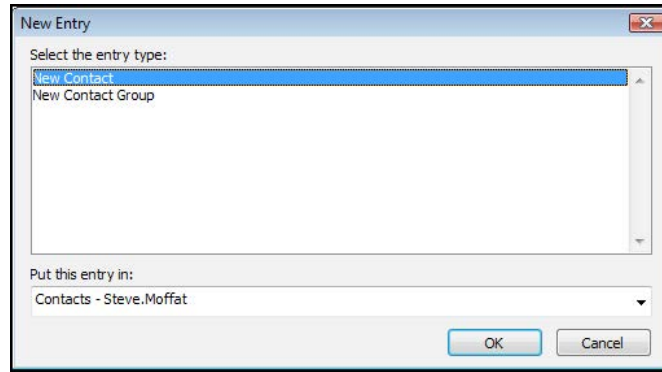 New Entry
Select the entry type:
New Contact
New Contact Group
Put this entry in:
Contacts - Steve.Moffat
OK
Cancel